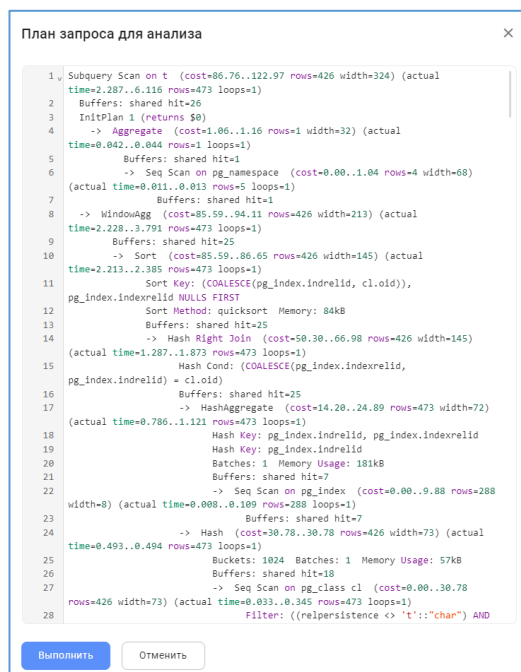 План запроса для анализа
1 Subquery Scan on t (cost=86.76..122.97 rows=426 width=324) (actual
time=2.287..6.116 rows=473 loops=1)
2 Buffers: shared hit=26
3 InitPlan 1 (returns $0)
4 -> Aggregate (cost=1.06..1.16 rows=1 width=32) (actual
time=0.042..0.044 rows=1 loops=1)
5 Buffers: shared hit=1
6 -> Seq Scan on pg_namespace (cost=0.00..1.04 rows=4 width=68)
(actual time=0.011..0.013 rows=5 loops=1)
7 Buffers: shared hit=1
8 -> WindowAgg (cost=85.59..94.11 rows=426 width=213) (actual
time=2.228..3.791 rows=473 loops=1)
9 Buffers: shared hit=25
10 -> Sort (cost=85.59..86.65 rows=426 width=145) (actual
time=2.213..2.385 rows=473 loops=1)
11 Sort Key: (COALESCE(pg_index.indrelid, cl.oid)),
pg_index.indexrelid NULLS FIRST
12 Sort Method: quicksort Memory: 84kB
13 Buffers: shared hit=25
14 -> Hash Right Join (cost=50.30..66.98 rows=426 width=145)
(actual time=1.287..1.873 rows=473 loops=1)
15 Hash Cond: (COALESCE(pg_index.indexrelid,
pg_index.indrelid) = cl.oid)
16 Buffers: shared hit=25
17 -> HashAggregate (cost=14.20..24.89 rows=473 width=72)
(actual time=0.786..1.121 rows=473 loops=1)
18 Hash Key: pg_index.indrelid, pg_index.indexrelid
19 Hash Key: pg_index.indrelid
20 Batches: 1 Memory Usage: 181kB
21 Buffers: shared hit=7
22 -> Seq Scan on pg_index (cost=0.00..9.88 rows=288
width=8) (actual time=0.008..0.109 rows=288 loops=1)
23 Buffers: shared hit=7
24 -> Hash (cost=30.78..30.78 rows=426 width=73) (actual
time=0.493..0.494 rows=473 loops=1)
25 Buckets: 1024 Batches: 1 Memory Usage: 57kB
26 Buffers: shared hit=18
27 -> Seq Scan on pg_class cl (cost=0.00..30.78
rows=426 width=73) (actual time=0.033..0.345 rows=473 loops=1)
28 Filter: ((relpersistence <> 't'::"char") AND
Выполнить Отменить